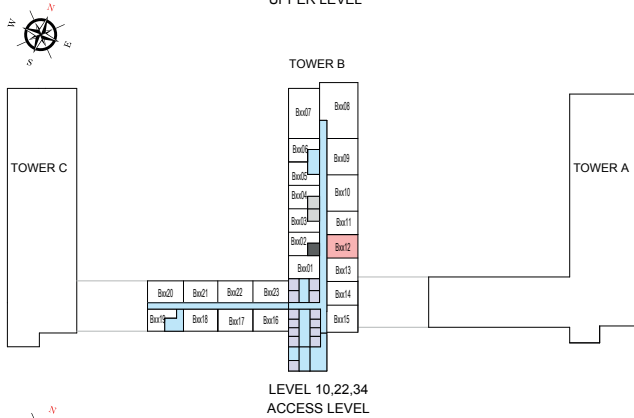 UPPER LEVEL
N
W
E
S
TOWER B
Bxx07
Bxx08
Bxx06
Bxx09
Bxx05
TOWER C
TOWER A
Bxx04
Bxx10
Bxx03
Bxx11
Bxx02
Bxx12
Bxx01
Bxx13
Bxx20 Bxx21 Bxx22 Bxx23
Bxx14
Bxx19 Bxx18 Bxx17 Bxx16
Bxx15
LEVEL 10,22,34
ACCESS LEVEL
N